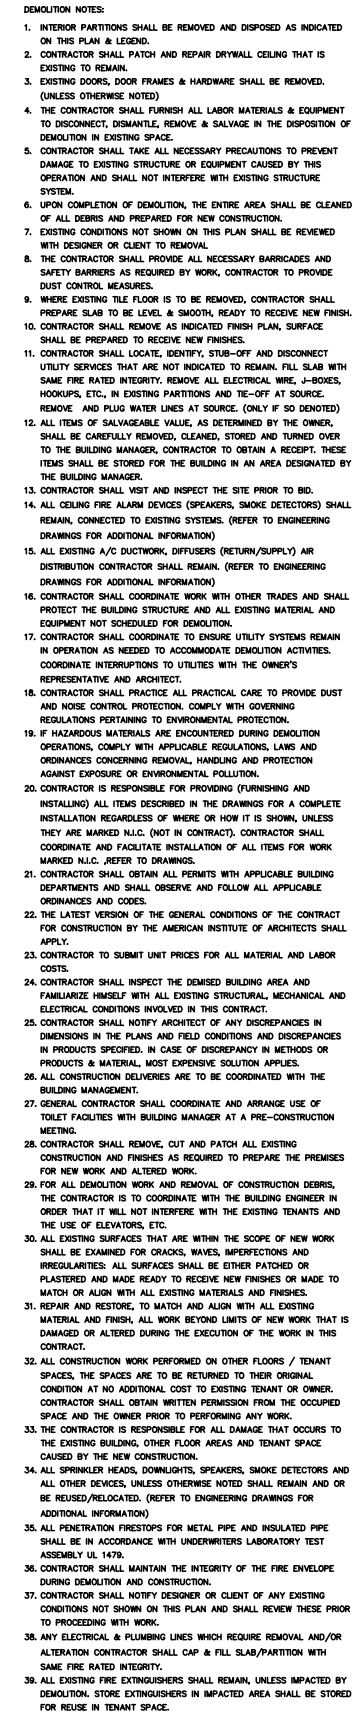 DEMOLITION NOTES:
1. INTERIOR PARTITIONS SHALL BE REMOVED AND DISPOSED AS INDICATED
ON THIS PLAN & LEGEND.
2. CONTRACTOR SHALL PATCH AND REPAIR DRYWALL CEILING THAT IS
EXISTING TO REMAIN.
3. EXISTING DOORS, DOOR FRAMES & HARDWARE SHALL BE REMOVED.
(UNLESS OTHERWISE NOTED)
4. THE CONTRACTOR SHALL FURNISH ALL LABOR MATERIALS & EQUIPMENT
TO DISCONNECT, DISMANTLE, REMOVE & SALVAGE IN THE DISPOSITION OF
DEMOLITION IN EXISTING SPACE.
5. CONTRACTOR SHALL TAKE ALL NECESSARY PRECAUTIONS TO PREVENT
DAMAGE TO EXISTING STRUCTURE OR EQUIPMENT CAUSED BY THIS
OPERATION AND SHALL NOT INTERFERE WITH EXISTING STRUCTURE
SYSTEM.
6. UPON COMPLETION OF DEMOLITION, THE ENTIRE AREA SHALL BE CLEANED
OF ALL DEBRIS AND PREPARED FOR NEW CONSTRUCTION.
7. EXISTING CONDITIONS NOT SHOWN ON THIS PLAN SHALL BE REVIEWED
WITH DESIGNER OR CLIENT TO REMOVAL
8. THE CONTRACTOR SHALL PROVIDE ALL NECESSARY BARRICADES AND
SAFETY BARRIERS AS REQUIRED BY WORK, CONTRACTOR TO PROVIDE
DUST CONTROL MEASURES.
9. WHERE EXISTING TILE FLOOR IS TO BE REMOVED, CONTRACTOR SHALL
PREPARE SLAB TO BE LEVEL & SMOOTH, READY TO RECEIVE NEW FINISH.
10. CONTRACTOR SHALL REMOVE AS INDICATED FINISH PLAN, SURFACE
SHALL BE PREPARED TO RECEIVE NEW FINISHES.
11. CONTRACTOR SHALL LOCATE, IDENTIFY, STUB-OFF AND DISCONNECT
UTILITY SERVICES THAT ARE NOT INDICATED TO REMAIN. FILL SLAB WITH
SAME FIRE RATED INTEGRITY. REMOVE ALL ELECTRICAL WIRE, J-BOXES,
HOOKUPS, ETC., IN EXISTING PARTITIONS AND TIE-OFF AT SOURCE.
REMOVE AND PLUG WATER LINES AT SOURCE. (ONLY IF SO DENOTED)
12. ALL ITEMS OF SALVAGEABLE VALUE, AS DETERMINED BY THE OWNER,
SHALL BE CAREFULLY REMOVED, CLEANED, STORED AND TURNED OVER
TO THE BUILDING MANAGER, CONTRACTOR TO OBTAIN A RECEIPT. THESE
ITEMS SHALL BE STORED FOR THE BUILDING IN AN AREA DESIGNATED BY
THE BUILDING MANAGER.
13. CONTRACTOR SHALL VISIT AND INSPECT THE SITE PRIOR TO BID.
14. ALL CEILING FIRE ALARM DEVICES (SPEAKERS, SMOKE DETECTORS) SHALL
REMAIN, CONNECTED TO EXISTING SYSTEMS. (REFER TO ENGINEERING
DRAWINGS FOR ADDITIONAL INFORMATION)
15. ALL EXISTING A/C DUCTWORK, DIFFUSERS (RETURN/SUPPLY) AIR
DISTRIBUTION CONTRACTOR SHALL REMAIN. (REFER TO ENGINEERING
DRAWINGS FOR ADDITIONAL INFORMATION)
16. CONTRACTOR SHALL COORDINATE WORK WITH OTHER TRADES AND SHALL
PROTECT THE BUILDING STRUCTURE AND ALL EXISTING MATERIAL AND
EQUIPMENT NOT SCHEDULED FOR DEMOLITION.
17. CONTRACTOR SHALL COORDINATE TO ENSURE UTILITY SYSTEMS REMAIN
IN OPERATION AS NEEDED TO ACCOMMODATE DEMOLITION ACTIVITIES.
COORDINATE INTERRUPTIONS TO UTILITIES WITH THE OWNER'S
REPRESENTATIVE AND ARCHITECT.
18. CONTRACTOR SHALL PRACTICE ALL PRACTICAL CARE TO PROVIDE DUST
AND NOISE CONTROL PROTECTION. COMPLY WITH GOVERNING
REGULATIONS PERTAINING TO ENVIRONMENTAL PROTECTION.
19. IF HAZARDOUS MATERIALS ARE ENCOUNTERED DURING DEMOLITION
OPERATIONS, COMPLY WITH APPLICABLE REGULATIONS, LAWS AND
ORDINANCES CONCERNING REMOVAL, HANDLING AND PROTECTION
AGAINST EXPOSURE OR ENVIRONMENTAL POLLUTION.
20. CONTRACTOR IS RESPONSIBLE FOR PROVIDING (FURNISHING AND
INSTALLING) ALL ITEMS DESCRIBED IN THE DRAWINGS FOR A COMPLETE
INSTALLATION REGARDLESS OF WHERE OR HOW IT IS SHOWN, UNLESS
THEY ARE MARKED N.I.C. (NOT IN CONTRACT). CONTRACTOR SHALL
COORDINATE AND FACILITATE INSTALLATION OF ALL ITEMS FOR WORK
MARKED N.I.C. ,REFER TO DRAWINGS.
21. CONTRACTOR SHALL OBTAIN ALL PERMITS WITH APPLICABLE BUILDING
DEPARTMENTS AND SHALL OBSERVE AND FOLLOW ALL APPLICABLE
ORDINANCES AND CODES.
22. THE LATEST VERSION OF THE GENERAL CONDITIONS OF THE CONTRACT
FOR CONSTRUCTION BY THE AMERICAN INSTITUTE OF ARCHITECTS SHALL
APPLY.
23. CONTRACTOR TO SUBMIT UNIT PRICES FOR ALL MATERIAL AND LABOR
COSTS.
24. CONTRACTOR SHALL INSPECT THE DEMISED BUILDING AREA AND
FAMILIARIZE HIMSELF WITH ALL EXISTING STRUCTURAL, MECHANICAL AND
ELECTRICAL CONDITIONS INVOLVED IN THIS CONTRACT.
25. CONTRACTOR SHALL NOTIFY ARCHITECT OF ANY DISCREPANCIES IN
DIMENSIONS IN THE PLANS AND FIELD CONDITIONS AND DISCREPANCIES
IN PRODUCTS SPECIFIED. IN CASE OF DISCREPANCY IN METHODS OR
PRODUCTS & MATERIAL, MOST EXPENSIVE SOLUTION APPLIES.
26. ALL CONSTRUCTION DELIVERIES ARE TO BE COORDINATED WITH THE
BUILDING MANAGEMENT.
27. GENERAL CONTRACTOR SHALL COORDINATE AND ARRANGE USE OF
TOILET FACILITIES WITH BUILDING MANAGER AT A PRE-CONSTRUCTION
MEETING.
28. CONTRACTOR SHALL REMOVE, CUT AND PATCH ALL EXISTING
CONSTRUCTION AND FINISHES AS REQUIRED TO PREPARE THE PREMISES
FOR NEW WORK AND ALTERED WORK.
29. FOR ALL DEMOLITION WORK AND REMOVAL OF CONSTRUCTION DEBRIS,
THE CONTRACTOR IS TO COORDINATE WITH THE BUILDING ENGINEER IN
ORDER THAT IT WILL NOT INTERFERE WITH THE EXISTING TENANTS AND
THE USE OF ELEVATORS, ETC.
30. ALL EXISTING SURFACES THAT ARE WITHIN THE SCOPE OF NEW WORK
SHALL BE EXAMINED FOR CRACKS, WAVES, IMPERFECTIONS AND
IRREGULARITIES: ALL SURFACES SHALL BE EITHER PATCHED OR
PLASTERED AND MADE READY TO RECEIVE NEW FINISHES OR MADE TO
MATCH OR ALIGN WITH ALL EXISTING MATERIALS AND FINISHES.
31. REPAIR AND RESTORE, TO MATCH AND ALIGN WITH ALL EXISTING
MATERIAL AND FINISH, ALL WORK BEYOND LIMITS OF NEW WORK THAT IS
DAMAGED OR ALTERED DURING THE EXECUTION OF THE WORK IN THIS
CONTRACT.
32. ALL CONSTRUCTION WORK PERFORMED ON OTHER FLOORS / TENANT
SPACES, THE SPACES ARE TO BE RETURNED TO THEIR ORIGINAL
CONDITION AT NO ADDITIONAL COST TO EXISTING TENANT OR OWNER.
CONTRACTOR SHALL OBTAIN WRITTEN PERMISSION FROM THE OCCUPIED
SPACE AND THE OWNER PRIOR TO PERFORMING ANY WORK.
33. THE CONTRACTOR IS RESPONSIBLE FOR ALL DAMAGE THAT OCCURS TO
THE EXISTING BUILDING, OTHER FLOOR AREAS AND TENANT SPACE
CAUSED BY THE NEW CONSTRUCTION.
34. ALL SPRINKLER HEADS, DOWNLIGHTS, SPEAKERS, SMOKE DETECTORS AND
ALL OTHER DEVICES, UNLESS OTHERWISE NOTED SHALL REMAIN AND OR
BE REUSED/RELOCATED. (REFER TO ENGINEERING DRAWINGS FOR
ADDITIONAL INFORMATION)
35. ALL PENETRATION FIRESTOPS FOR METAL PIPE AND INSULATED PIPE
SHALL BE IN ACCORDANCE WITH UNDERWRITERS LABORATORY TEST
ASSEMBLY UL 1479.
36. CONTRACTOR SHALL MAINTAIN THE INTEGRITY OF THE FIRE ENVELOPE
DURING DEMOLITION AND CONSTRUCTION.
37. CONTRACTOR SHALL NOTIFY DESIGNER OR CLIENT OF ANY EXISTING
CONDITIONS NOT SHOWN ON THIS PLAN AND SHALL REVIEW THESE PRIOR
TO PROCEEDING WITH WORK.
38. ANY ELECTRICAL & PLUMBING LINES WHICH REQUIRE REMOVAL AND/OR
ALTERATION CONTRACTOR SHALL CAP & FILL SLAB/PARTITION WITH
SAME FIRE RATED INTEGRITY.
39. ALL EXISTING FIRE EXTINGUISHERS SHALL REMAIN, UNLESS IMPACTED BY
DEMOLITION. STORE EXTINGUISHERS IN IMPACTED AREA SHALL BE STORED
FOR REUSE IN TENANT SPACE.